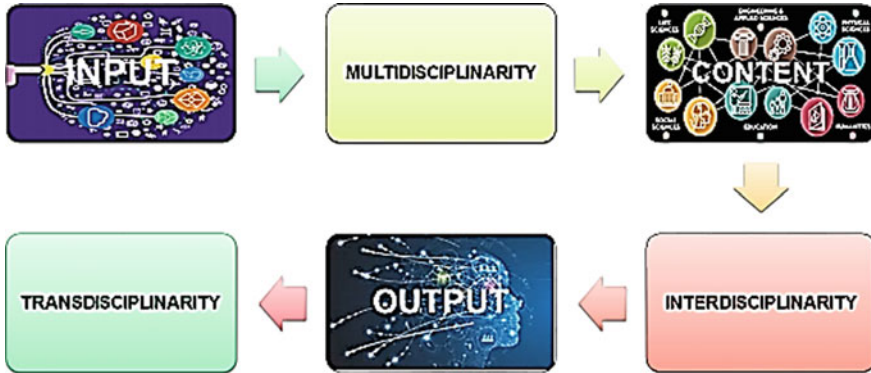 INPUT
MULTIDISCIPLINARITY
LIFE
SCIENCES
ENGINEERING &
APPLIED SCIENCES
PHYSICAL
SCIENCES
CONTENT
SOCIAL
SCIENCES
EDUCATION
HUMANITIES
TRANSDISCIPLINARITY
OUTPUT
INTERDISCIPLINARITY